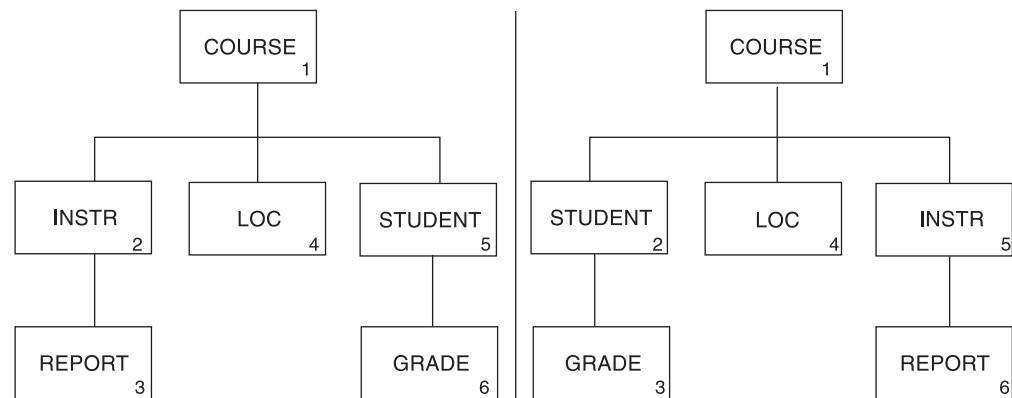 COURSE
1
INSTR
2
LOC
4
STUDENT
5
REPORT
3
GRADE
6
COURSE
1
STUDENT
2
LOC
4
INSTR
5
GRADE
3
REPORT
6